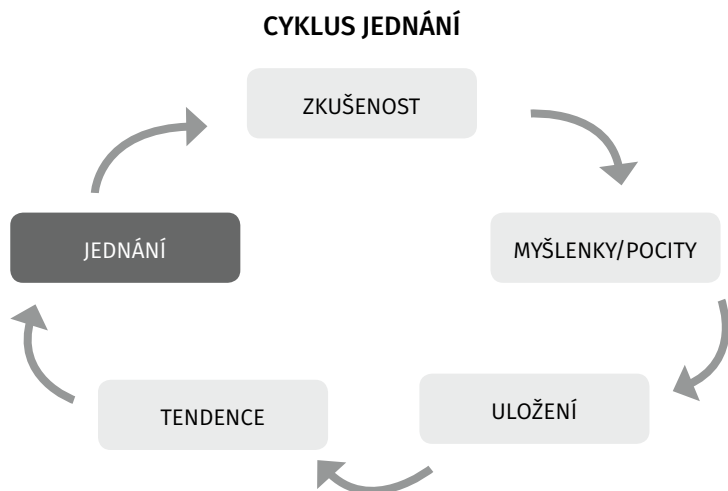 CYKLUS JEDNÁNÍ
ZKUŠENOST
JEDNÁNÍ
MYŠLENKY/POCITY
TENDENCE
ULOŽENÍ